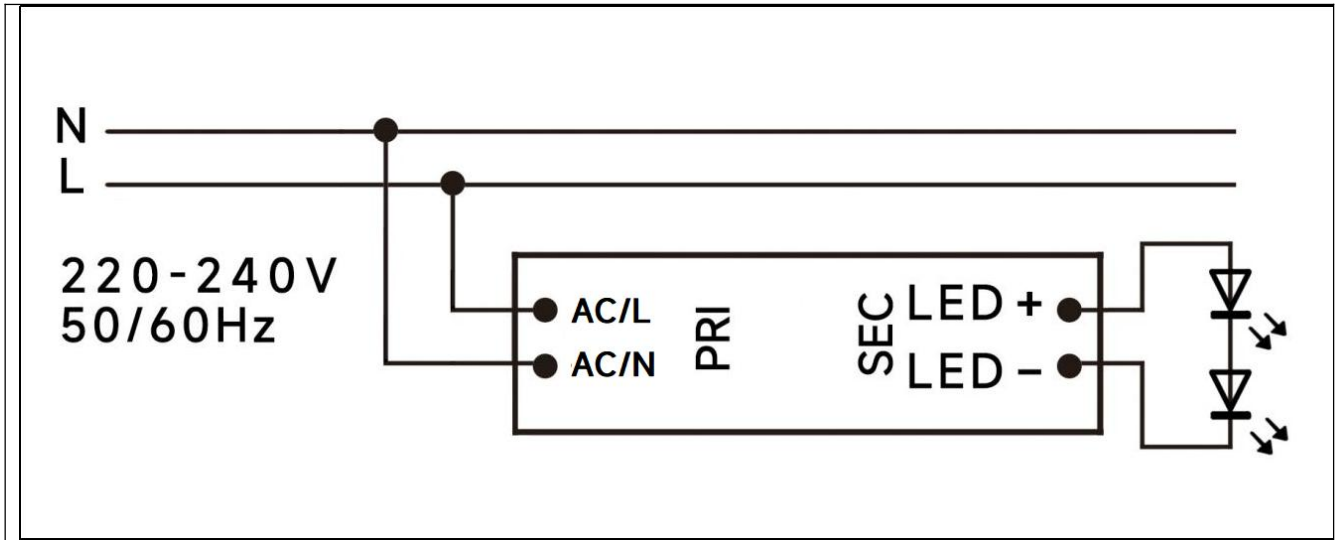 N
L
220-240V
50/60Hz
AC/L
AC/N
PRI
SEC
LED +
LED −